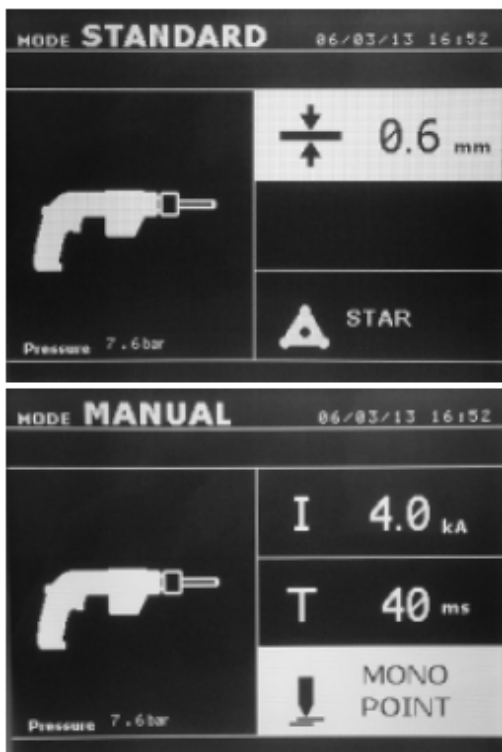 MODE STANDARD 06/03/13 16:52
0.6 mm
STAR
Pressure 7.6bar
MODE MANUAL 06/03/13 16:52
I 4.0 kA
T 40 ms
MONO
POINT
Pressure 7.6bar